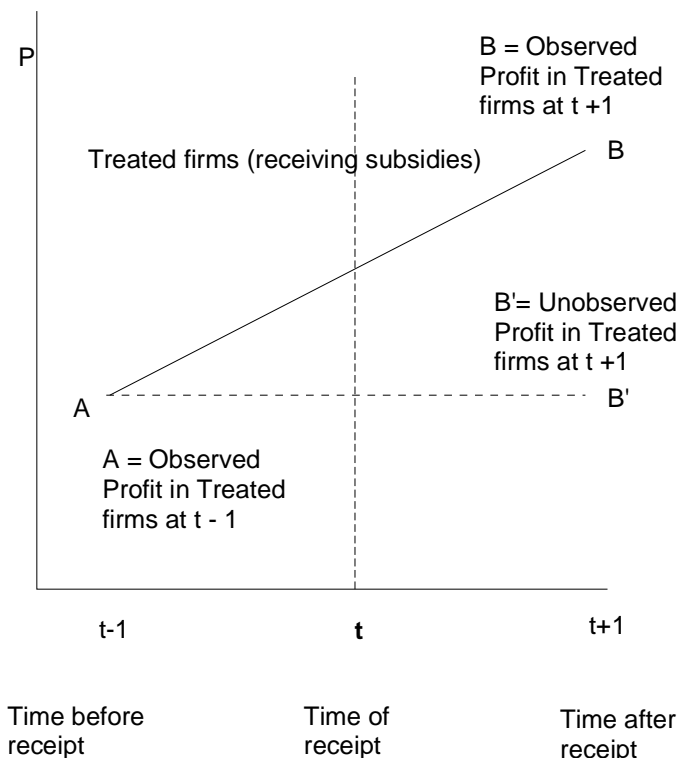 P
B = Observed
Profit in Treated
firms at t +1
Treated firms (receiving subsidies)
B
B'= Unobserved
Profit in Treated
firms at t +1
A
B'
A = Observed
Profit in Treated
firms at t - 1
t-1
t
t+1
Time before
receipt
Time of
receipt
Time after
receipt